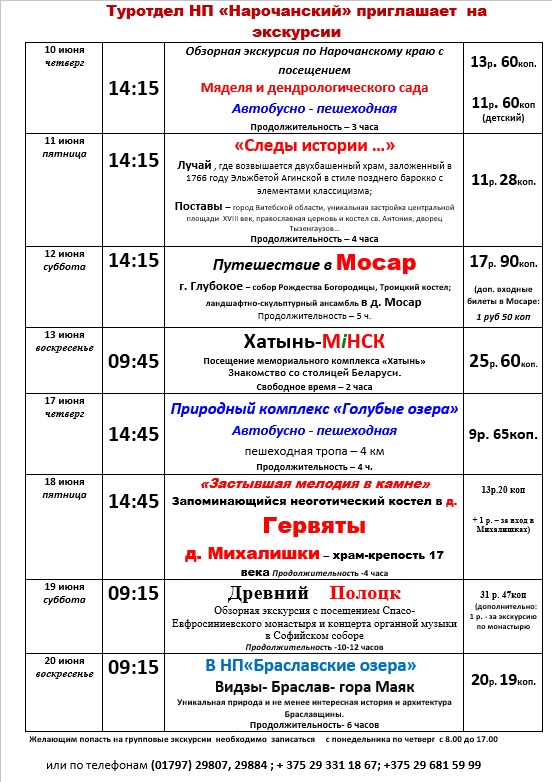 Туротдел НП «Нарочанский» приглашает на
экскурсии
10 июня
четверг
14:15
Обзорная экскурсия по Нарочанскому краю с
посещением
Мяделя и дендрологического сада
Автобусно - пешеходная
Продолжительность – 3 часа
13р. 60коп.
11р. 60коп
(детский)
11 июня
пятница
14:15
«Следы истории ...»
Лучай , где возвышается двухбашенный храм, заложенный в
1766 году Эльжбетой Агинской в стиле позднего барокко с
элементами классицизма;
Поставы – город Витебской области, уникальная застройка центральной
площади XVIII век, православная церковь и костел св. Антония, дворец
Тызенгаузов...
Продолжительность – 4 часа
11р. 28коп.
12 июня
суббота
14:15
Путешествие в Мосар
г. Глубокое – собор Рождества Богородицы, Троицкий костел;
ландшафтно-скульптурный ансамбль в д. Мосар
Продолжительность – 5 ч.
17р. 90коп.
(доп. входные
билеты в Мосаре:
1 руб 50 коп
13 июня
воскресенье
09:45
Хатынь-МіНСК
Посещение мемориального комплекса «Хатынь»
Знакомство со столицей Беларуси.
Свободное время – 2 часа
25р. 60коп.
17 июня
четверг
14:45
Природный комплекс «Голубые озера»
Автобусно - пешеходная
пешеходная тропа – 4 км
Продолжительность – 4 ч.
9р. 65коп.
18 июня
пятница
14:45
«Застывшая мелодия в камне»
Запоминающийся неоготический костел в д.
Гервяты
д. Михалишки – храм-крепость 17
века Продолжительность -4 часа
13р.20 коп
+ 1 р. – за вход в
Михалишках)
19 июня
суббота
09:15
Древний Полоцк
Обзорная экскурсия с посещением Спасо-
Евфросиниевского монастыря и концерта органной музыки
в Софийском соборе
Продолжительность -10-12 часов
31 р. 47коп
(дополнительно:
1 р. - за экскурсию
по монастырю
20 июня
воскресенье
09:15
В НП«Браславские озера»
Видзы- Браслав- гора Маяк
Уникальная природа и не менее интересная история и архитектура
Браславщины.
Продолжительность- 6 часов
20р. 19коп.
Желающим попасть на групповые экскурсии необходимо записаться с понедельника по четверг с 8.00 до 17.00
или по телефонам (01797) 29807, 29884 ; + 375 29 331 18 67; +375 29 681 59 99